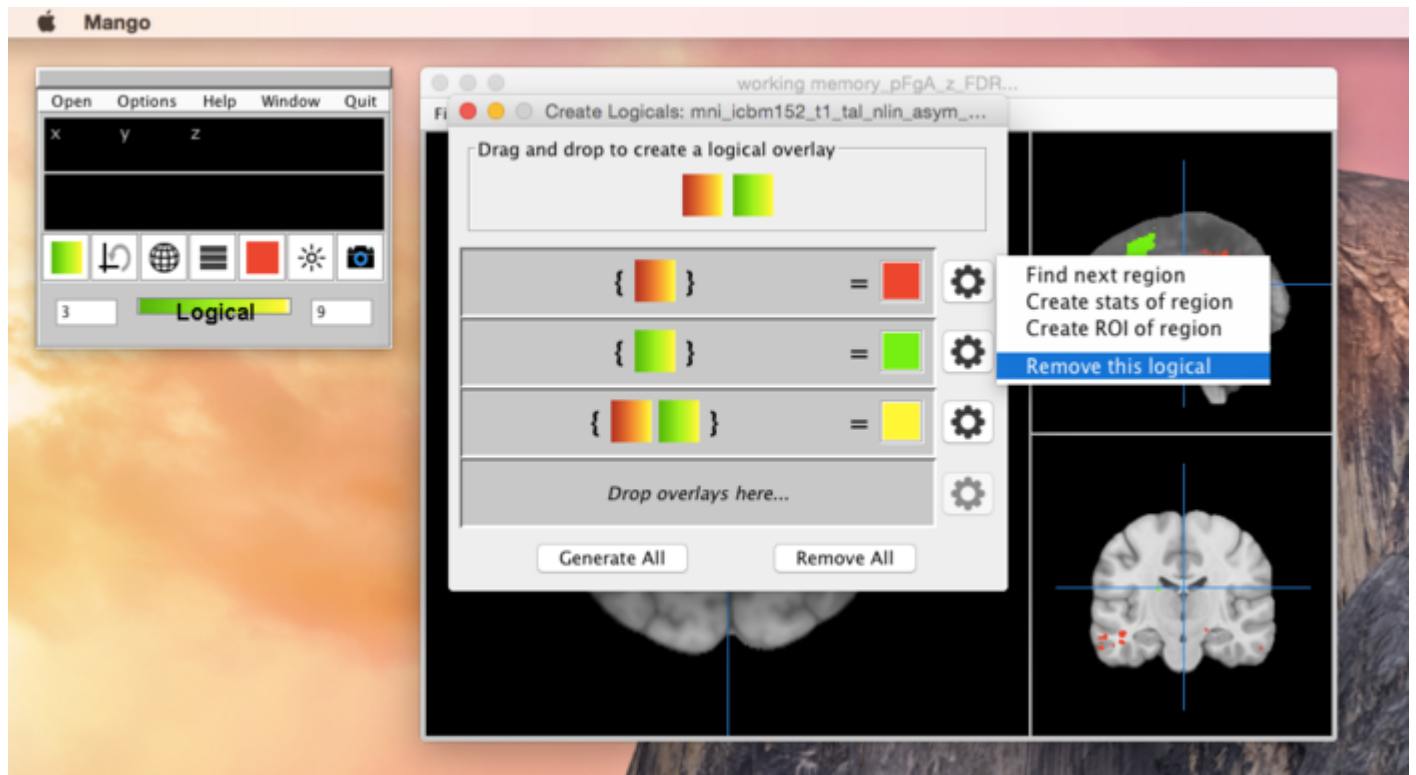 Mango
Open Options Help Window Quit
x y z
3 Logical 9
working memory_pFgA_z_FDR...
Fi
Create Logicals: mni_icbm152_t1_tal_nlin_asym_...
Drag and drop to create a logical overlay
{ } =
{ } =
{ } =
Drop overlays here...
Generate All Remove All
Find next region
Create stats of region
Create ROI of region
Remove this logical